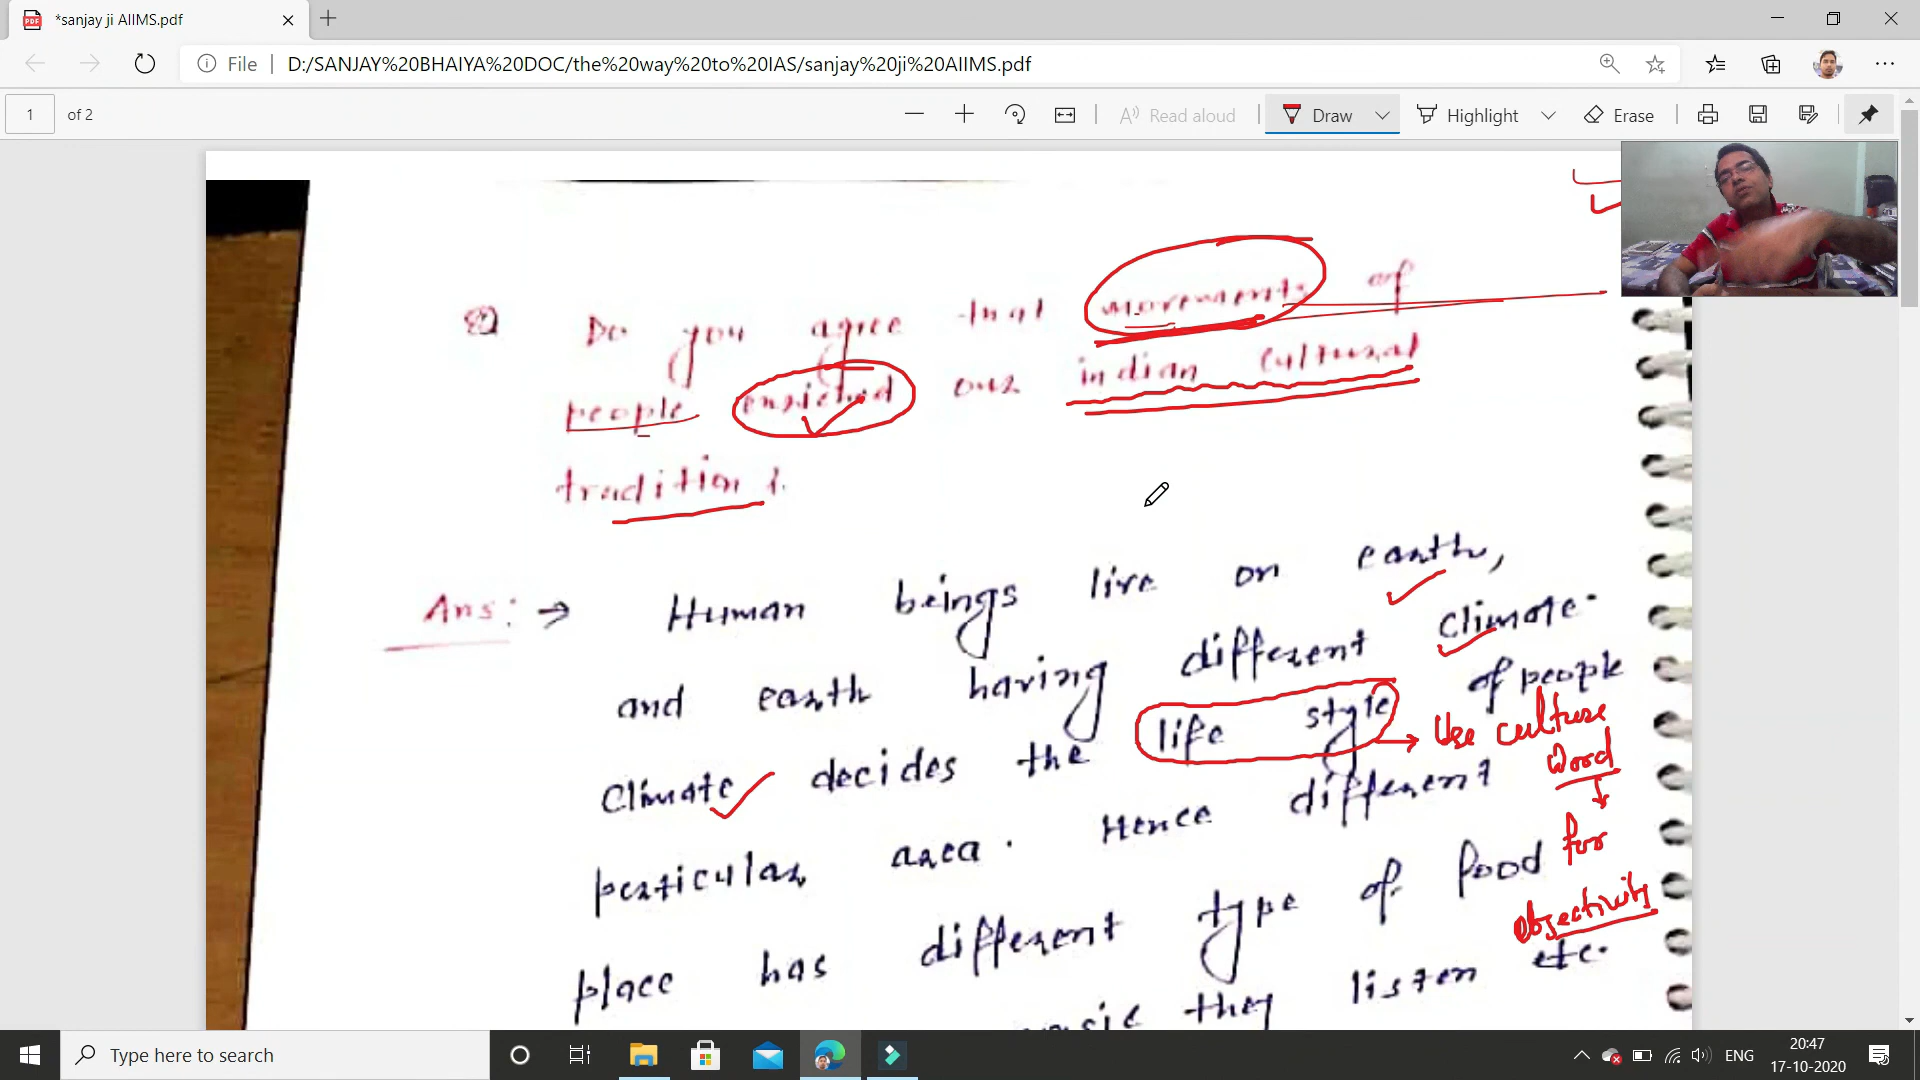 *sanjay ji AIIMS.pdf
File
D:/SANJAY%20BHAIYA%20DOC/the%20way%20to%20IAS/sanjay%20ji%20AIIMS.pdf
1 of 2
Read aloud
Draw
Highlight
Erase
Q) Do you agree that movements of
people enriched our indian cultural
tradition ?.
Ans: → Human beings live on earth,
and earth having different climate.
Climate decides the life style of people
→ Use culture
word
↓
for
objectivity
perticular area. Hence different
place has different type of food
music they listen etc.
Type here to search
ENG
20:47
17-10-2020